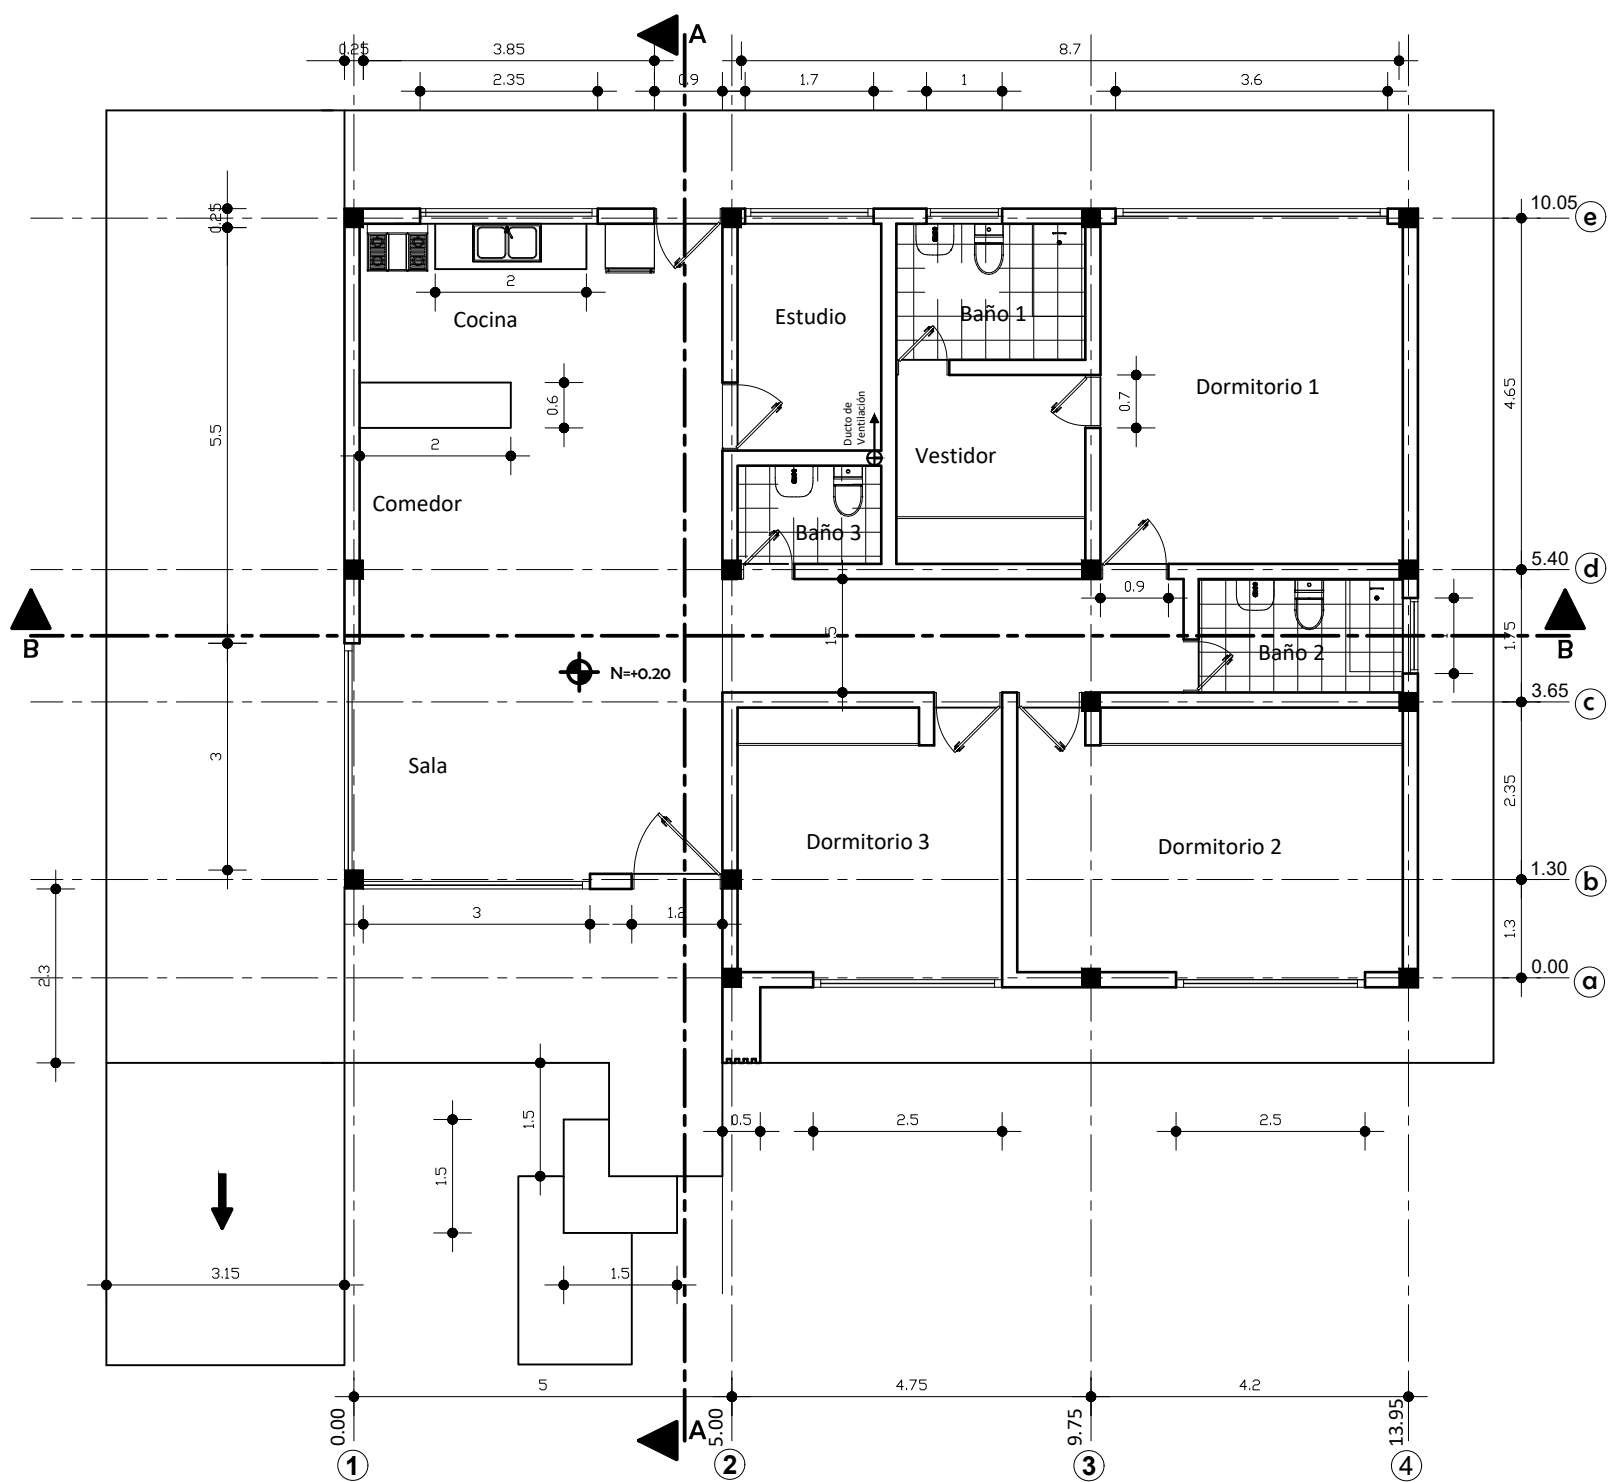 A
0.25
3.85
8.7
2.35
0.9
1.7
1
3.6
0.25
10.05
e
2
Cocina
Estudio
Baño 1
Dormitorio 1
4.65
0.6
0.7
5.5
2
Ducto de
Ventilación
Vestidor
Comedor
Baño 3
5.40
d
0.9
B
1.5
Baño 2
1.75
B
N=+0.20
3.65
c
3
Sala
2.35
Dormitorio 3
Dormitorio 2
1.30
b
3
1.2
1.3
2.3
0.00
a
1.5
0.5
2.5
2.5
1.5
3.15
1.5
5
4.75
4.2
0.00
A
5.00
9.75
13.95
1
2
3
4